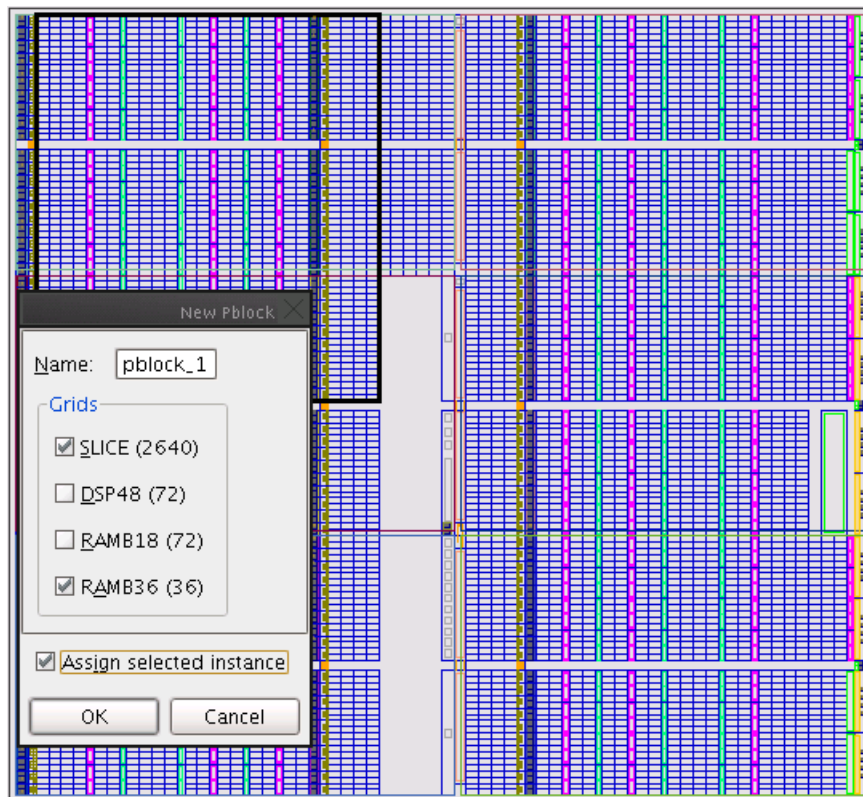 New Pblock
Name: pblock_1
Grids
SLICE (2640)
DSP48 (72)
RAMB18 (72)
RAMB36 (36)
Assign selected instance
OK Cancel